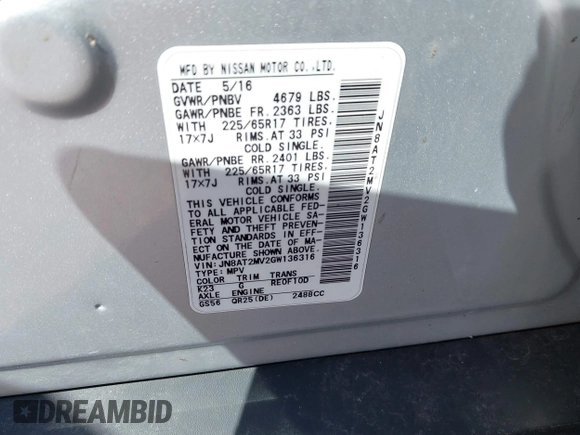 MFD BY NISSAN MOTOR CO.,LTD.
DATE 5/16
GVWR/PNBV 4679 LBS.
GAWR/PNBE FR. 2363 LBS.
WITH 225/65R17 TIRES.
17×7J RIMS.AT 33 PSI
COLD SINGLE.
GAWR/PNBE RR. 2401 LBS.
WITH 225/65R17 TIRES.
17×7J RIMS.AT 33 PSI
COLD SINGLE.
THIS VEHICLE CONFORMS
TO ALL APPLICABLE FED-
ERAL MOTOR VEHICLE SA-
FETY AND THEFT PREVEN-
TION STANDARDS IN EFF-
ECT ON THE DATE OF MA-
NUFACTURE SHOWN ABOVE.
VIN:JN8AT2MV2GW136316
TYPE: MPV
COLOR TRIM TRANS
K23 G RE0F10D
AXLE ENGINE
GS56 QR25(DE) 2488CC
JN8AT2MV2GW136316
DREAMBID